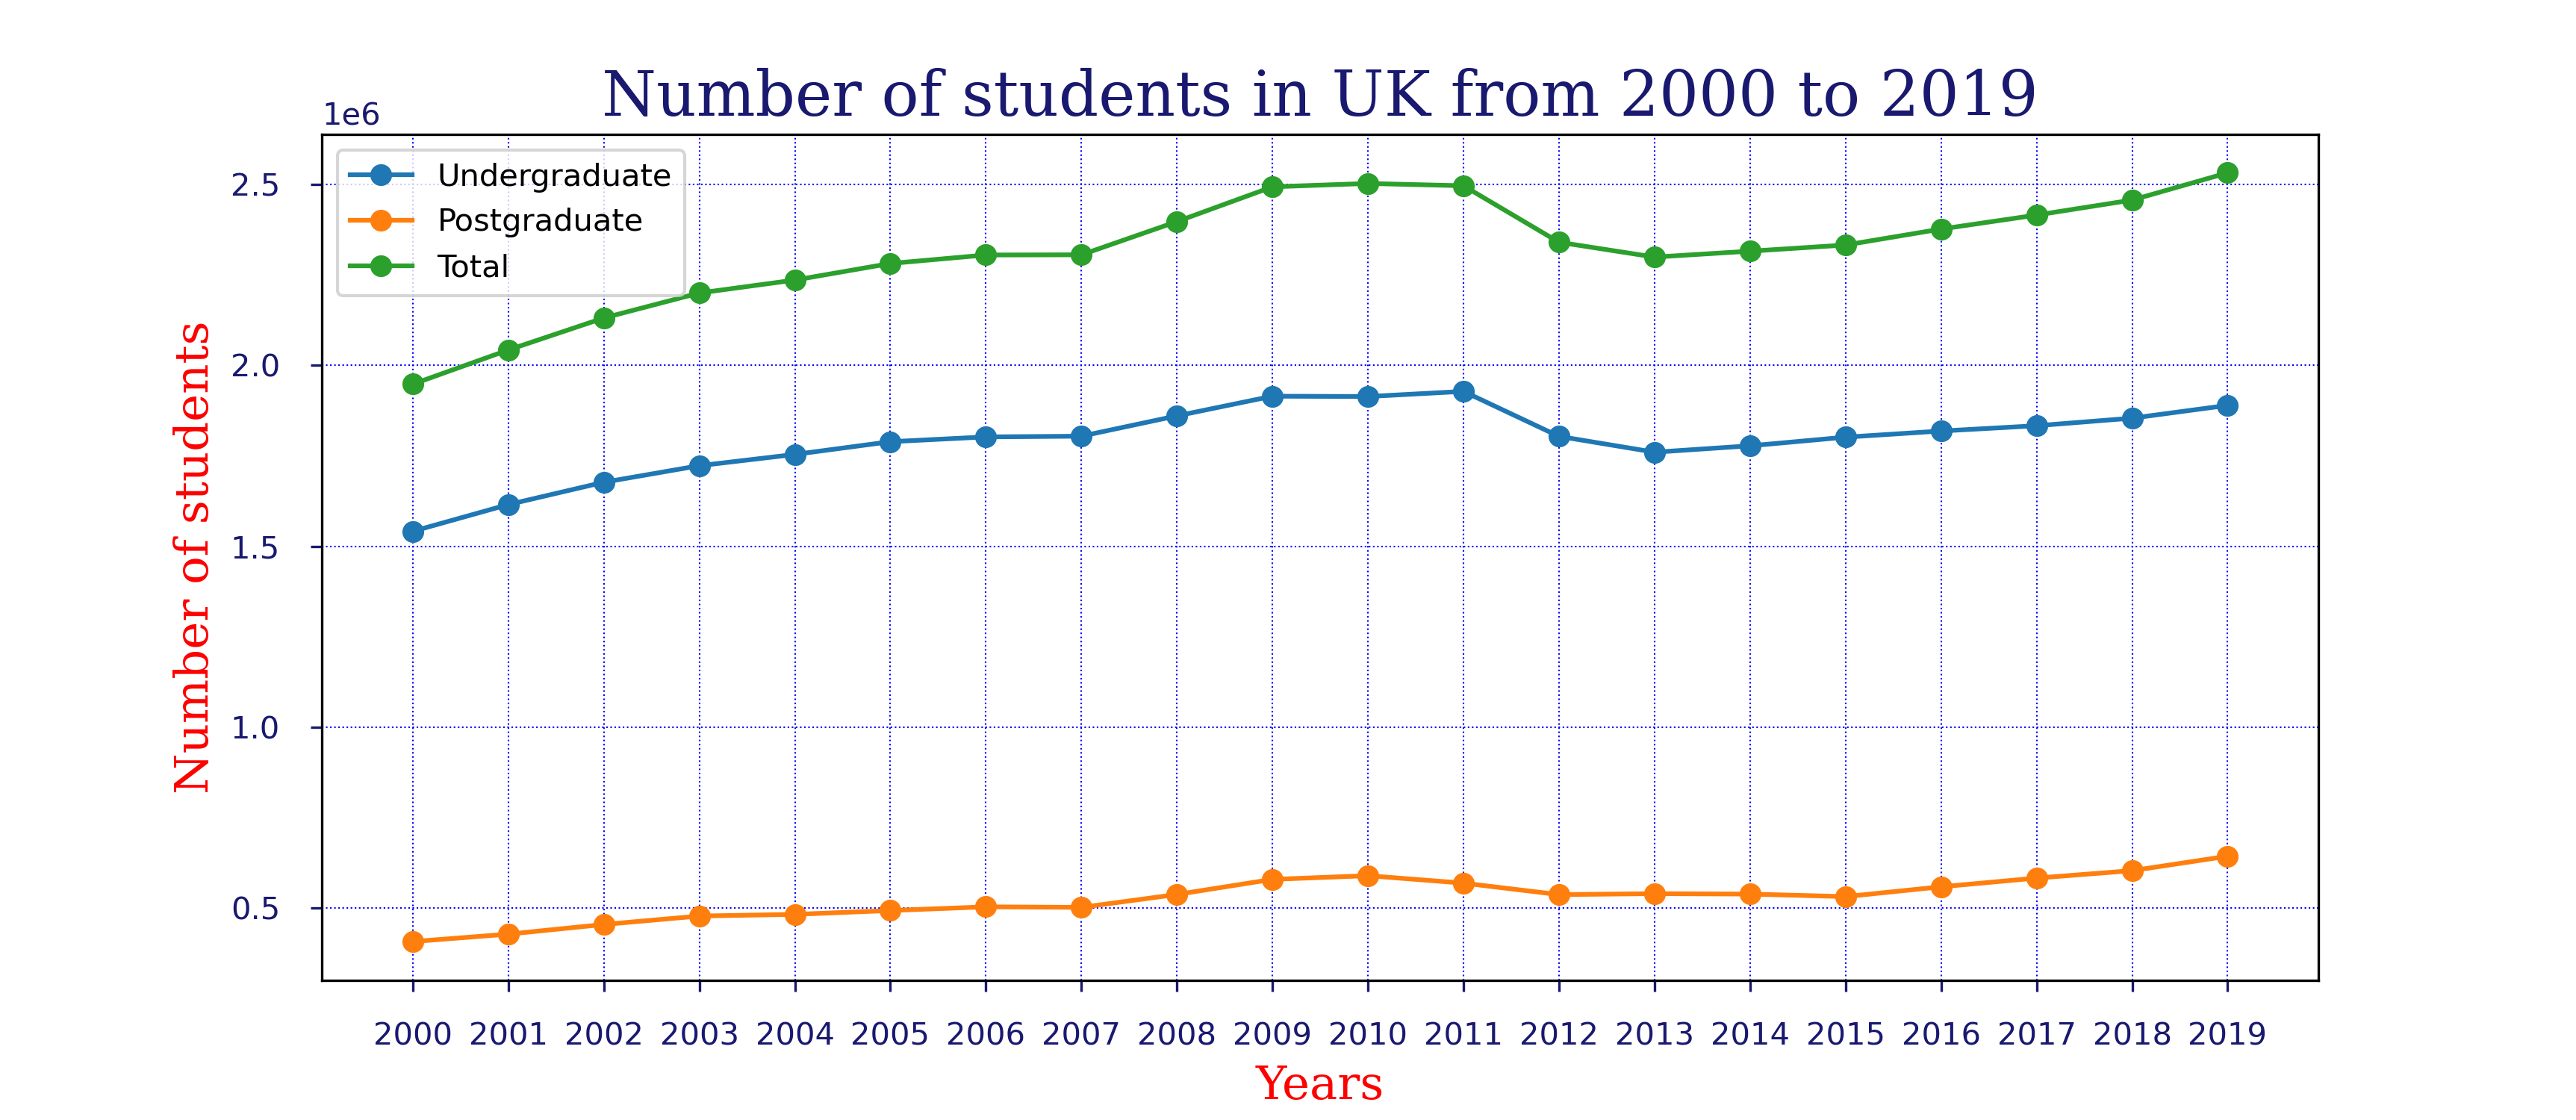 Number of students in UK from 2000 to 2019
1e6
Undergraduate
Postgraduate
Total
2.5
2.0
1.5
1.0
0.5
Number of students
2000 2001 2002 2003 2004 2005 2006 2007 2008 2009 2010 2011 2012 2013 2014 2015 2016 2017 2018 2019
Years